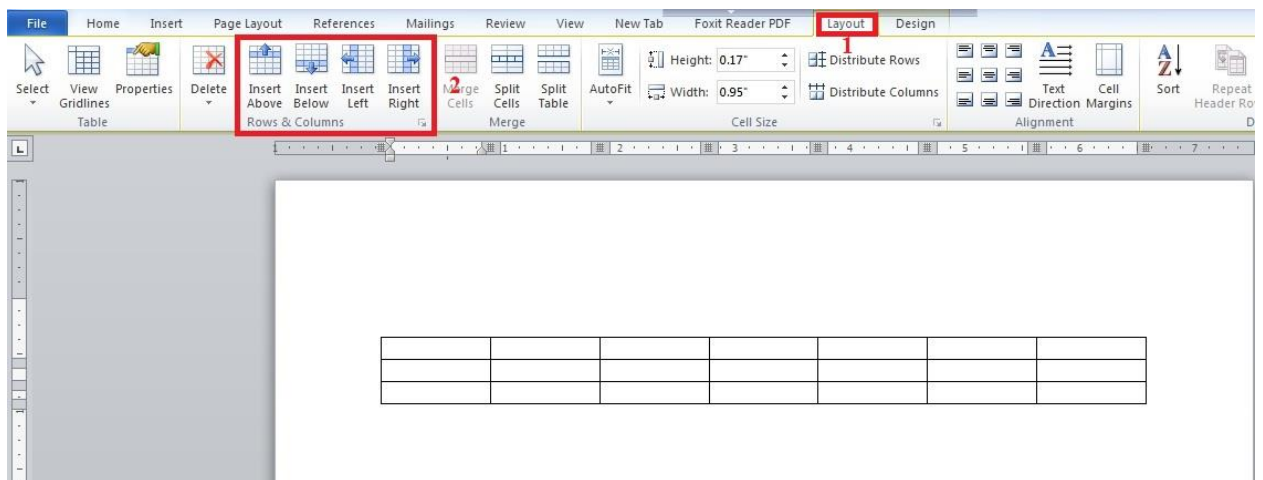 File Home Insert Page Layout References Mailings Review View New Tab Foxit Reader PDF Layout Design
1
Height: 0.17" Distribute Rows
2
Select View Gridlines Properties Delete Insert Above Insert Below Insert Left Insert Right Merge Cells Split Cells Split Table AutoFit Width: 0.95" Distribute Columns Text Direction Cell Margins A Z Sort Repeat
Header Ro
Table Rows & Columns Merge Cell Size Alignment D
L 1 1 2 3 4 5 6 7